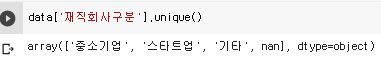 data['재직회사구분'].unique()
array(['중소기업', '스타트업', '기타', nan], dtype=object)